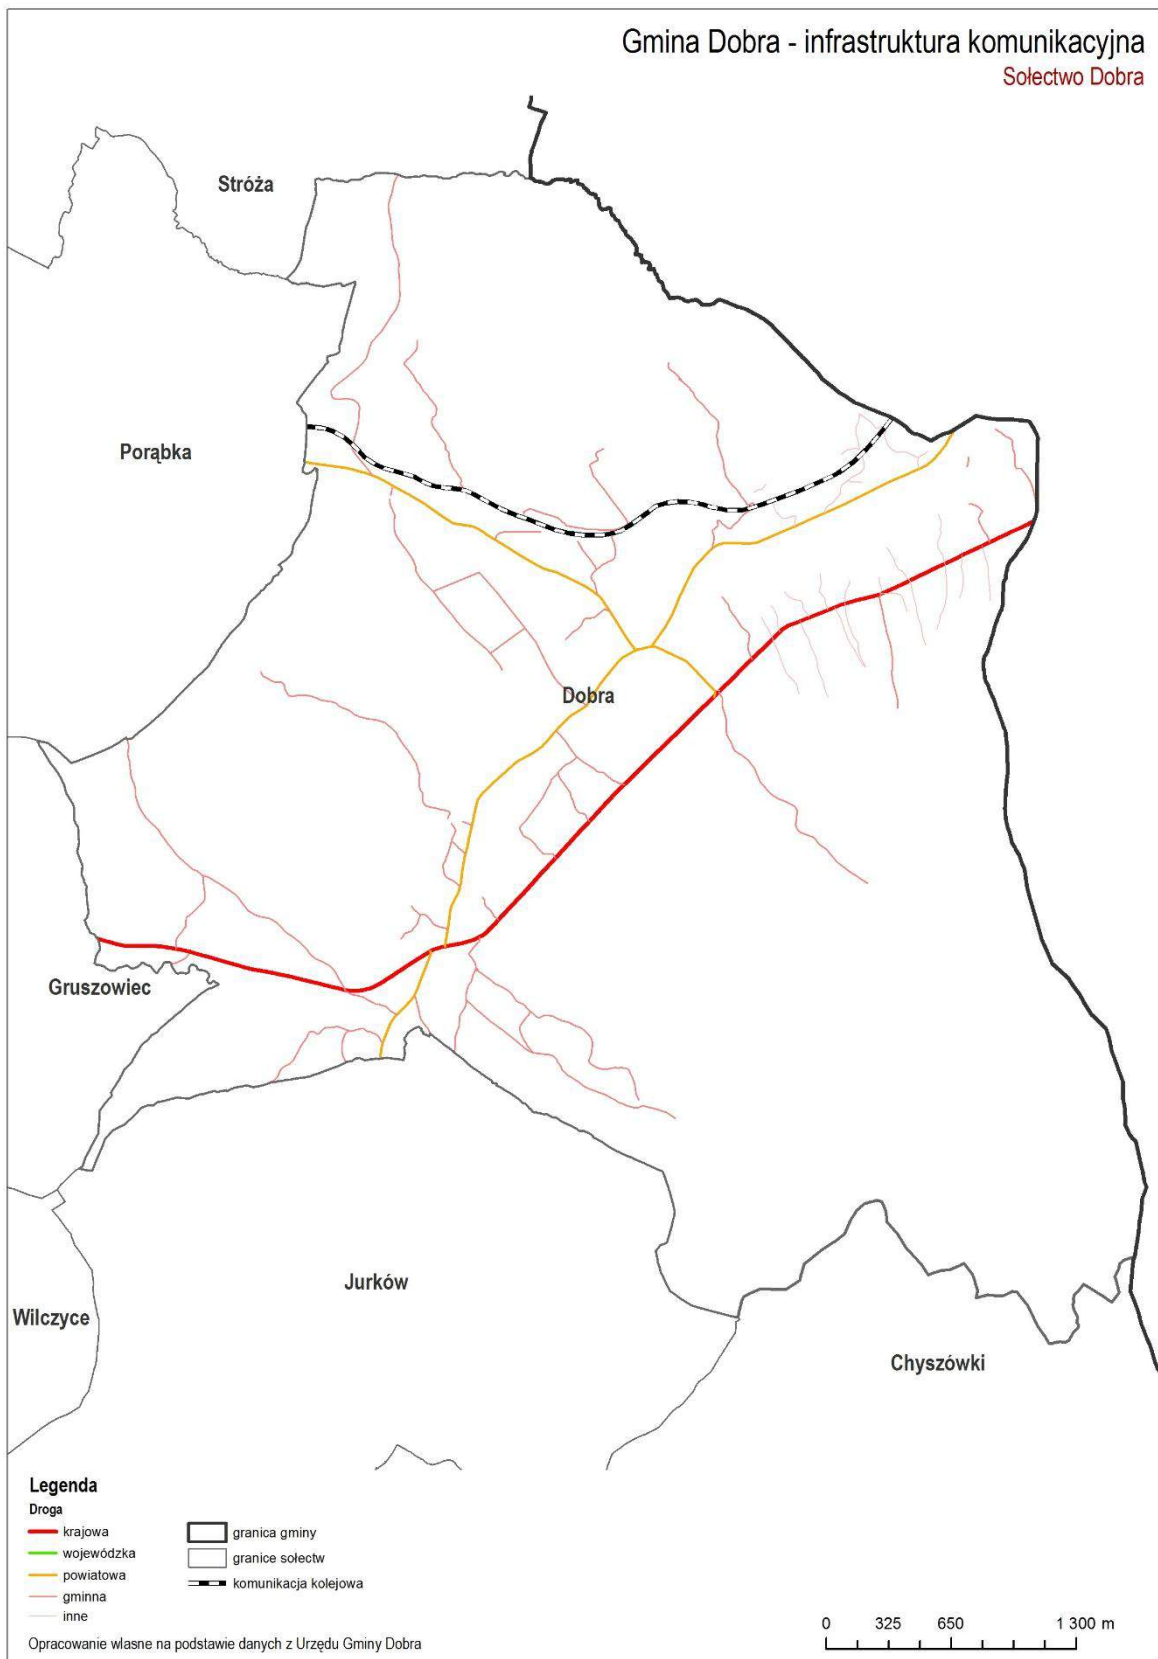 Gmina Dobra - infrastruktura komunikacyjna
Sołectwo Dobra
Stróża
Porąbka
Dobra
Gruszowiec
Jurków
Wilczyce
Chyszówki
Legenda
Droga
krajowa
wojewódzka
powiatowa
gminna
inne
granica gminy
granice sołectw
komunikacja kolejowa
0 325 650 1 300 m
Opracowanie własne na podstawie danych z Urzędu Gminy Dobra